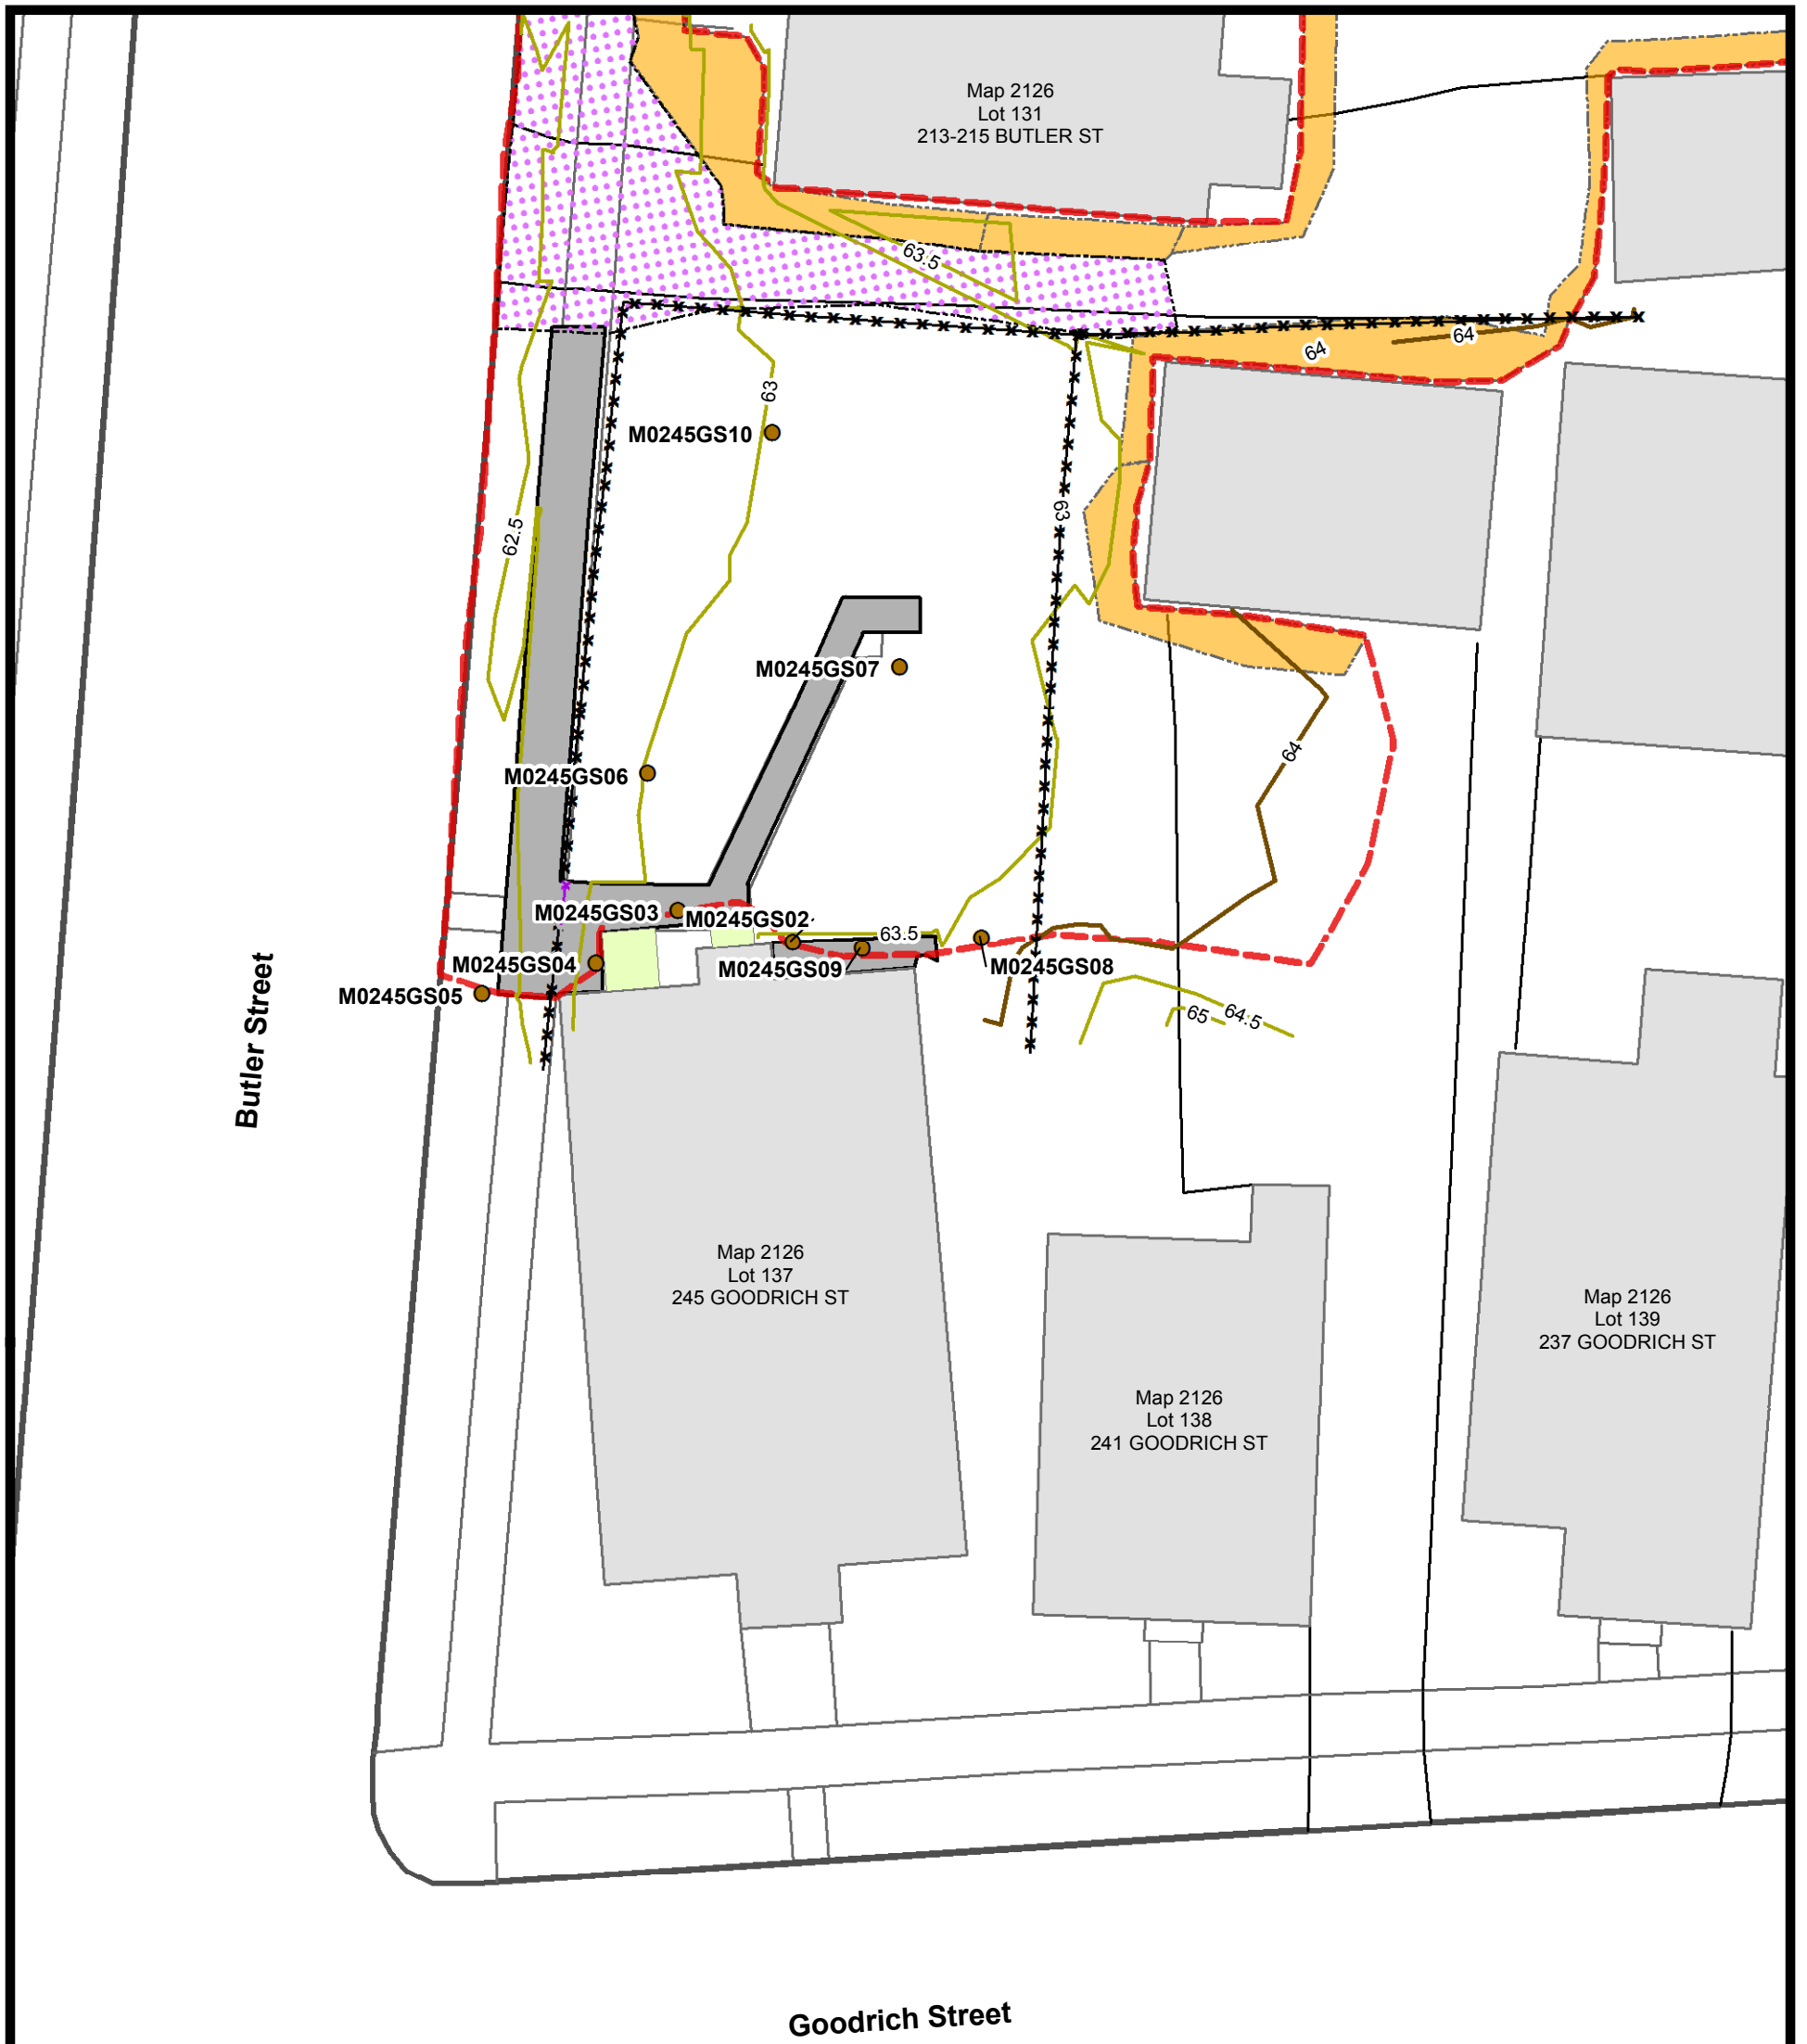 Map 2126
Lot 131
213-215 BUTLER ST
63.5
64
64
63
M0245GS10
63
62.5
M0245GS07
64
M0245GS06
M0245GS03
M0245GS02
63.5
M0245GS04
M0245GS09
M0245GS08
M0245GS05
65
64.5
Butler Street
Map 2126
Lot 137
245 GOODRICH ST
Map 2126
Lot 139
237 GOODRICH ST
Map 2126
Lot 138
241 GOODRICH ST
Goodrich Street